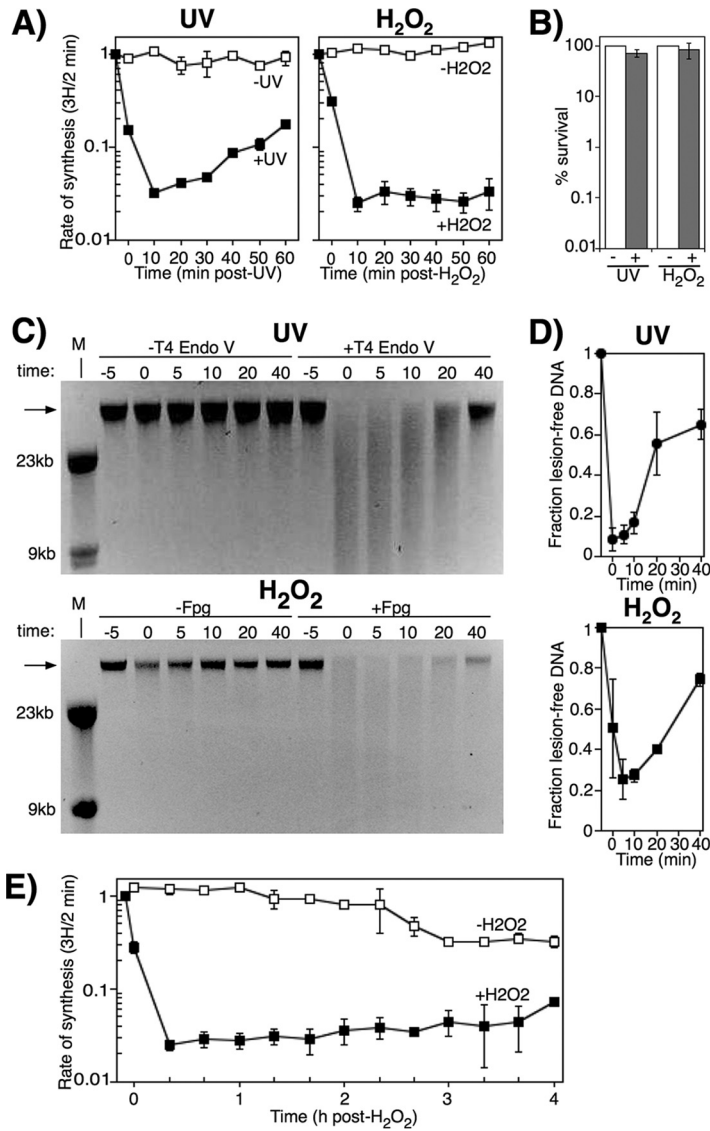 A)
UV
H₂O₂
B)
Rate of synthesis (3H/2 min)
1
0.1
0.01
-UV
+UV
0 10 20 30 40 50 60
Time (min post-UV)
-H2O2
+H2O2
0 10 20 30 40 50 60
Time (min post-H₂O₂)
% survival
100
10
1
0.1
0.01
- + - +
UV H₂O₂
C)
UV
M -T4 Endo V +T4 Endo V
time: -5 0 5 10 20 40 -5 0 5 10 20 40
23kb
9kb
H₂O₂
M -Fpg +Fpg
time: -5 0 5 10 20 40 -5 0 5 10 20 40
23kb
9kb
D)
UV
Fraction lesion-free DNA
1
0.8
0.6
0.4
0.2
0
0 10 20 30 40
Time (min)
H₂O₂
Fraction lesion-free DNA
1
0.8
0.6
0.4
0.2
0
0 10 20 30 40
Time (min)
E)
Rate of synthesis (3H/2 min)
1
0.1
0.01
-H2O2
+H2O2
0 1 2 3 4
Time (h post-H₂O₂)